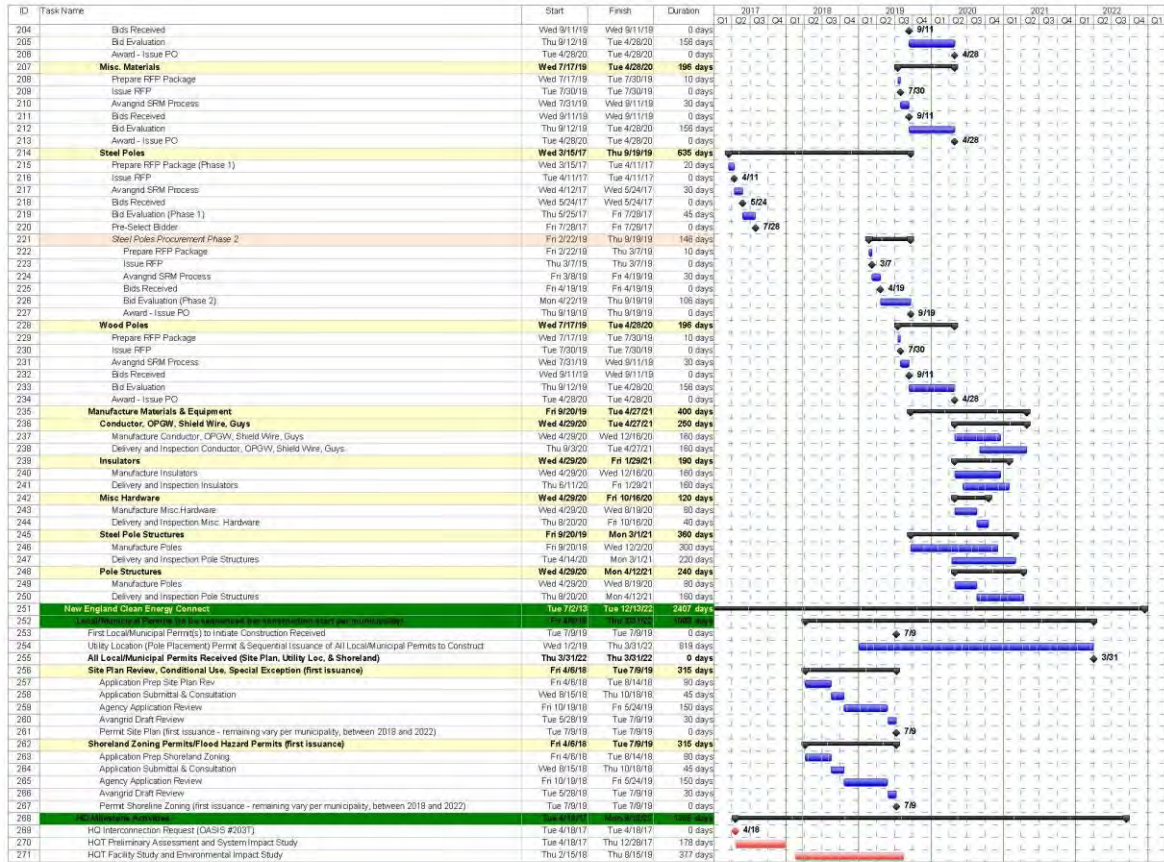 ID Task Name Start Finish Duration 2017 2018 2019 2020 2021 2022
Q1 Q2 Q3 Q4 Q1 Q2 Q3 Q4 Q1 Q2 Q3 Q4 Q1 Q2 Q3 Q4 Q1 Q2 Q3 Q4 Q1 Q2 Q3 Q4 Q1
204 Bids Received Wed 9/11/19 Wed 9/11/19 0 days 9/11
205 Bid Evaluation Thu 9/12/19 Tue 4/28/20 156 days
206 Award - Issue PO Tue 4/28/20 Tue 4/28/20 0 days 4/28
207 Misc. Materials Wed 7/17/19 Tue 4/28/20 196 days
208 Prepare RFP Package Wed 7/17/19 Tue 7/30/19 10 days
209 Issue RFP Tue 7/30/19 Tue 7/30/19 0 days 7/30
210 Avangrid SRM Process Wed 7/31/19 Wed 9/11/19 30 days
211 Bids Received Wed 9/11/19 Wed 9/11/19 0 days 9/11
212 Bid Evaluation Thu 9/12/19 Tue 4/28/20 156 days
213 Award - Issue PO Tue 4/28/20 Tue 4/28/20 0 days 4/28
214 Steel Poles Wed 3/15/17 Thu 9/19/19 635 days
215 Prepare RFP Package (Phase 1) Wed 3/15/17 Tue 4/11/17 20 days
216 Issue RFP Tue 4/11/17 Tue 4/11/17 0 days 4/11
217 Avangrid SRM Process Wed 4/12/17 Wed 5/24/17 30 days
218 Bids Received Wed 5/24/17 Wed 5/24/17 0 days 5/24
219 Bid Evaluation (Phase 1) Thu 5/25/17 Fri 7/28/17 45 days
220 Pre-Select Bidder Fri 7/28/17 Fri 7/28/17 0 days 7/28
221 Steel Poles Procurement Phase 2 Fri 2/22/19 Thu 9/19/19 146 days
222 Prepare RFP Package Fri 2/22/19 Thu 3/7/19 10 days
223 Issue RFP Thu 3/7/19 Thu 3/7/19 0 days 3/7
224 Avangrid SRM Process Fri 3/8/19 Fri 4/19/19 30 days
225 Bids Received Fri 4/19/19 Fri 4/19/19 0 days 4/19
226 Bid Evaluation (Phase 2) Mon 4/22/19 Thu 9/19/19 106 days
227 Award - Issue PO Thu 9/19/19 Thu 9/19/19 0 days 9/19
228 Wood Poles Wed 7/17/19 Tue 4/28/20 196 days
229 Prepare RFP Package Wed 7/17/19 Tue 7/30/19 10 days
230 Issue RFP Tue 7/30/19 Tue 7/30/19 0 days 7/30
231 Avangrid SRM Process Wed 7/31/19 Wed 9/11/19 30 days
232 Bids Received Wed 9/11/19 Wed 9/11/19 0 days 9/11
233 Bid Evaluation Thu 9/12/19 Tue 4/28/20 156 days
234 Award - Issue PO Tue 4/28/20 Tue 4/28/20 0 days 4/28
235 Manufacture Materials & Equipment Fri 9/20/19 Tue 4/27/21 400 days
236 Conductor, OPGW, Shield Wire, Guys Wed 4/29/20 Tue 4/27/21 250 days
237 Manufacture Conductor, OPGW, Shield Wire, Guys Wed 4/29/20 Wed 12/16/20 160 days
238 Delivery and Inspection Conductor, OPGW, Shield Wire, Guys Thu 9/3/20 Tue 4/27/21 160 days
239 Insulators Wed 4/29/20 Fri 1/29/21 190 days
240 Manufacture Insulators Wed 4/29/20 Wed 12/16/20 160 days
241 Delivery and Inspection Insulators Thu 6/11/20 Fri 1/29/21 160 days
242 Misc Hardware Wed 4/29/20 Fri 10/16/20 120 days
243 Manufacture Misc.Hardware Wed 4/29/20 Wed 8/19/20 80 days
244 Delivery and Inspection Misc. Hardware Thu 8/20/20 Fri 10/16/20 40 days
245 Steel Pole Structures Fri 9/20/19 Mon 3/1/21 360 days
246 Manufacture Poles Fri 9/20/19 Wed 12/2/20 300 days
247 Delivery and Inspection Pole Structures Tue 4/14/20 Mon 3/1/21 220 days
248 Pole Structures Wed 4/29/20 Mon 4/12/21 240 days
249 Manufacture Poles Wed 4/29/20 Wed 8/19/20 80 days
250 Delivery and Inspection Pole Structures Thu 8/20/20 Mon 4/12/21 160 days
251 New England Clean Energy Connect Tue 7/2/13 Tue 12/13/22 2407 days
252 Local/Municipal Permits (to be sequenced per construction start per municipality) Fri 4/6/18 Thu 3/31/22 days
253 First Local/Municipal Permit(s) to Initiate Construction Received Tue 7/9/19 Tue 7/9/19 0 days 7/9
254 Utility Location (Pole Placement) Permit & Sequential Issuance of All Local/Municipal Permits to Construct Wed 1/2/19 Thu 3/31/22 819 days
255 All Local/Municipal Permits Received (Site Plan, Utility Loc, & Shoreland) Thu 3/31/22 Thu 3/31/22 0 days 3/31
256 Site Plan Review, Conditional Use, Special Exception (first issuance) Fri 4/6/18 Tue 7/9/19 315 days
257 Application Prep Site Plan Rev Fri 4/6/18 Tue 8/14/18 90 days
258 Application Submittal & Consultation Wed 8/15/18 Thu 10/18/18 45 days
259 Agency Application Review Fri 10/19/18 Fri 5/24/19 150 days
260 Avangrid Draft Review Tue 5/28/19 Tue 7/9/19 30 days
261 Permit Site Plan (first issuance - remaining vary per municipality, between 2018 and 2022) Tue 7/9/19 Tue 7/9/19 0 days 7/9
262 Shoreland Zoning Permits/Flood Hazard Permits (first issuance) Fri 4/6/18 Tue 7/9/19 315 days
263 Application Prep Shoreland Zoning Fri 4/6/18 Tue 8/14/18 90 days
264 Application Submittal & Consultation Wed 8/15/18 Thu 10/18/18 45 days
265 Agency Application Review Fri 10/19/18 Fri 5/24/19 150 days
266 Avangrid Draft Review Tue 5/28/19 Tue 7/9/19 30 days
267 Permit Shoreline Zoning (first issuance - remaining vary per municipality, between 2018 and 2022) Tue 7/9/19 Tue 7/9/19 0 days 7/9
268 HQ Milestone Activities Tue 4/18/17 days
269 HQ Interconnection Request (OASIS #203T) Tue 4/18/17 Tue 4/18/17 0 days 4/18
270 HQT Preliminary Assessment and System Impact Study Tue 4/18/17 Thu 12/28/17 178 days
271 HQT Facility Study and Environmental Impact Study Thu 2/15/18 Thu 8/15/19 377 days